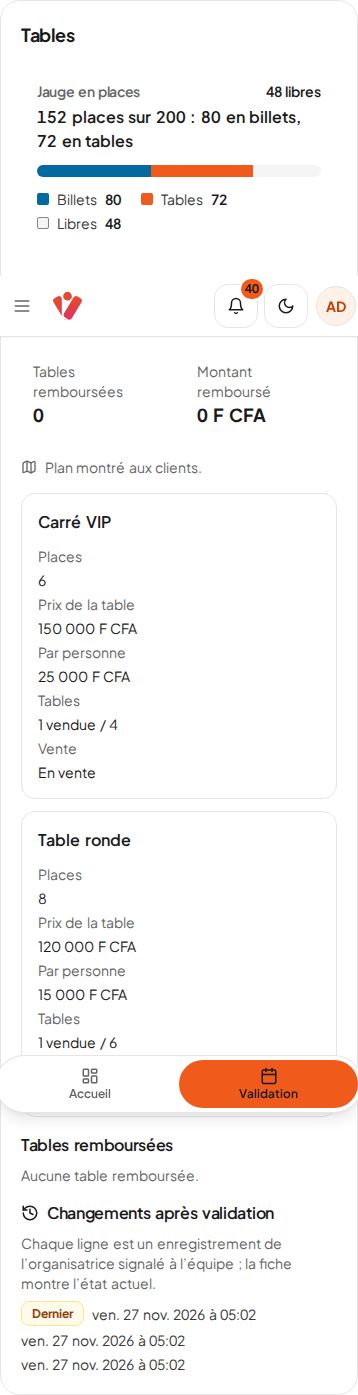 Tables
Jauge en places 48 libres
152 places sur 200 : 80 en billets,
72 en tables
Billets 80 Tables 72
Libres 48
40
AD
Tables
remboursées
0
Montant
remboursé
0 F CFA
Plan montré aux clients.
Carré VIP
Places
6
Prix de la table
150 000 F CFA
Par personne
25 000 F CFA
Tables
1 vendue / 4
Vente
En vente
Table ronde
Places
8
Prix de la table
120 000 F CFA
Par personne
15 000 F CFA
Tables
1 vendue / 6
Accueil
Validation
Tables remboursées
Aucune table remboursée.
Changements après validation
Chaque ligne est un enregistrement de
l'organisatrice signalé à l'équipe ; la fiche
montre l'état actuel.
Dernier ven. 27 nov. 2026 à 05:02
ven. 27 nov. 2026 à 05:02
ven. 27 nov. 2026 à 05:02